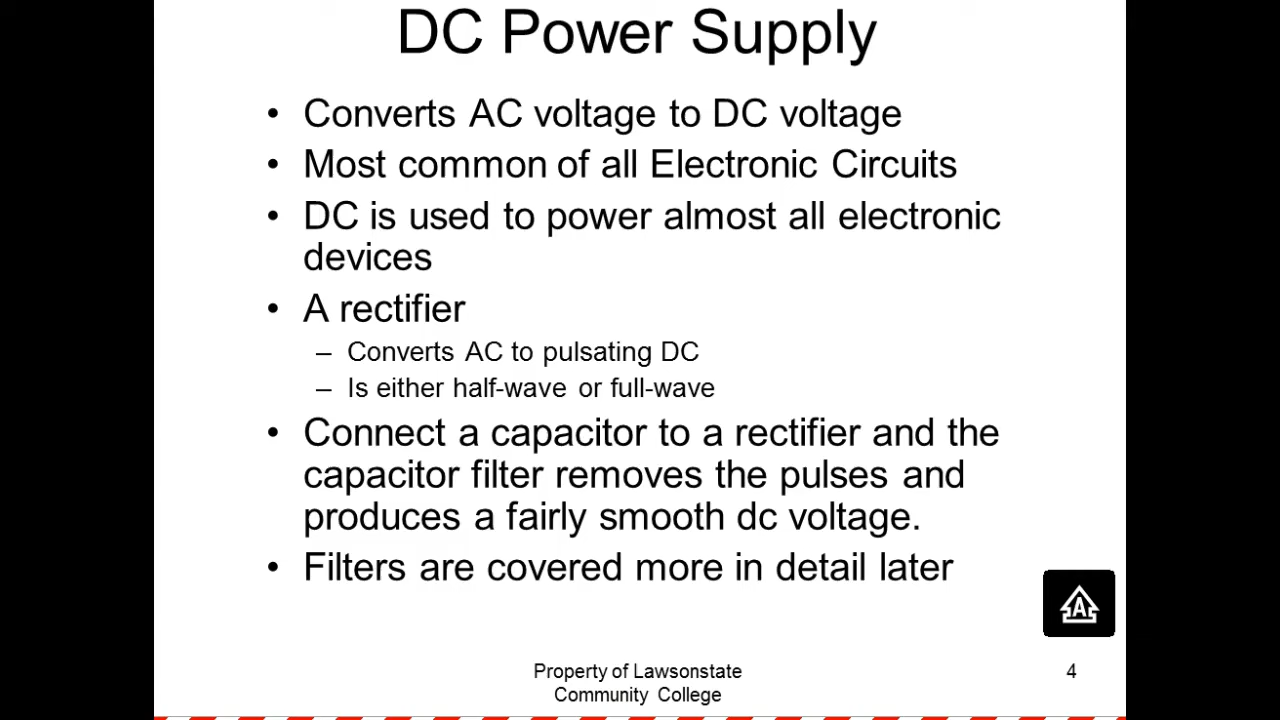 DC Power Supply
• Converts AC voltage to DC voltage
• Most common of all Electronic Circuits
• DC is used to power almost all electronic
devices
• A rectifier
– Converts AC to pulsating DC
– Is either half-wave or full-wave
• Connect a capacitor to a rectifier and the
capacitor filter removes the pulses and
produces a fairly smooth dc voltage.
• Filters are covered more in detail later
A
Property of Lawsonstate
Community College
4